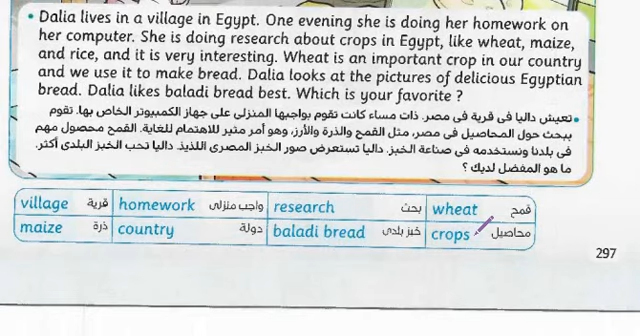 • Dalia lives in a village in Egypt. One evening she is doing her homework on
her computer. She is doing research about crops in Egypt, like wheat, maize,
and rice, and it is very interesting. Wheat is an important crop in our country
and we use it to make bread. Dalia looks at the pictures of delicious Egyptian
bread. Dalia likes baladi bread best. Which is your favorite ?
• تعيش داليا فى قرية فى مصر. ذات مساء كانت تقوم بواجبها المنزلى على جهاز الكمبيوتر الخاص بها. تقوم
ببحث حول المحاصيل فى مصر، مثل القمح والذرة والأرز، وهو أمر مثير للاهتمام للغاية. القمح محصول مهم
فى بلدنا ونستخدمه فى صناعة الخبز. داليا تستعرض صور الخبز المصرى اللذيذ. داليا تحب الخبز البلدى أكثر.
ما هو المفضل لديك ؟
village قرية homework واجب منزلى research بحث wheat قمح
maize ذرة country دولة baladi bread خبز بلدى crops محاصيل
297